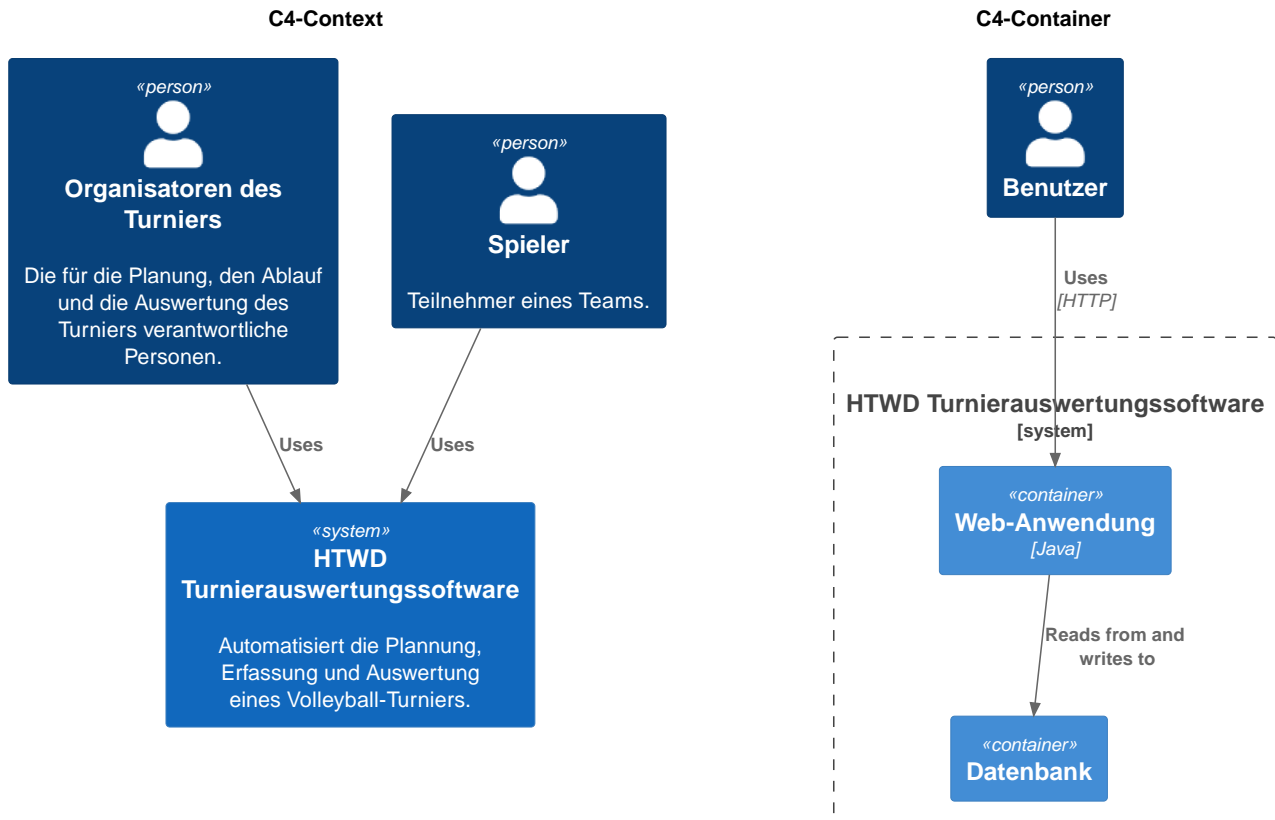 C4-Context
«person»
Organisatoren des
Turniers
Die für die Planung, den Ablauf
und die Auswertung des
Turniers verantwortliche
Personen.
«person»
Spieler
Teilnehmer eines Teams.
Uses
Uses
«system»
HTWD
Turnierauswertungssoftware
Automatisiert die Plannung,
Erfassung und Auswertung
eines Volleyball-Turniers.
C4-Container
«person»
Benutzer
Uses
[HTTP]
HTWD Turnierauswertungssoftware
[system]
«container»
Web-Anwendung
[Java]
Reads from and
writes to
«container»
Datenbank